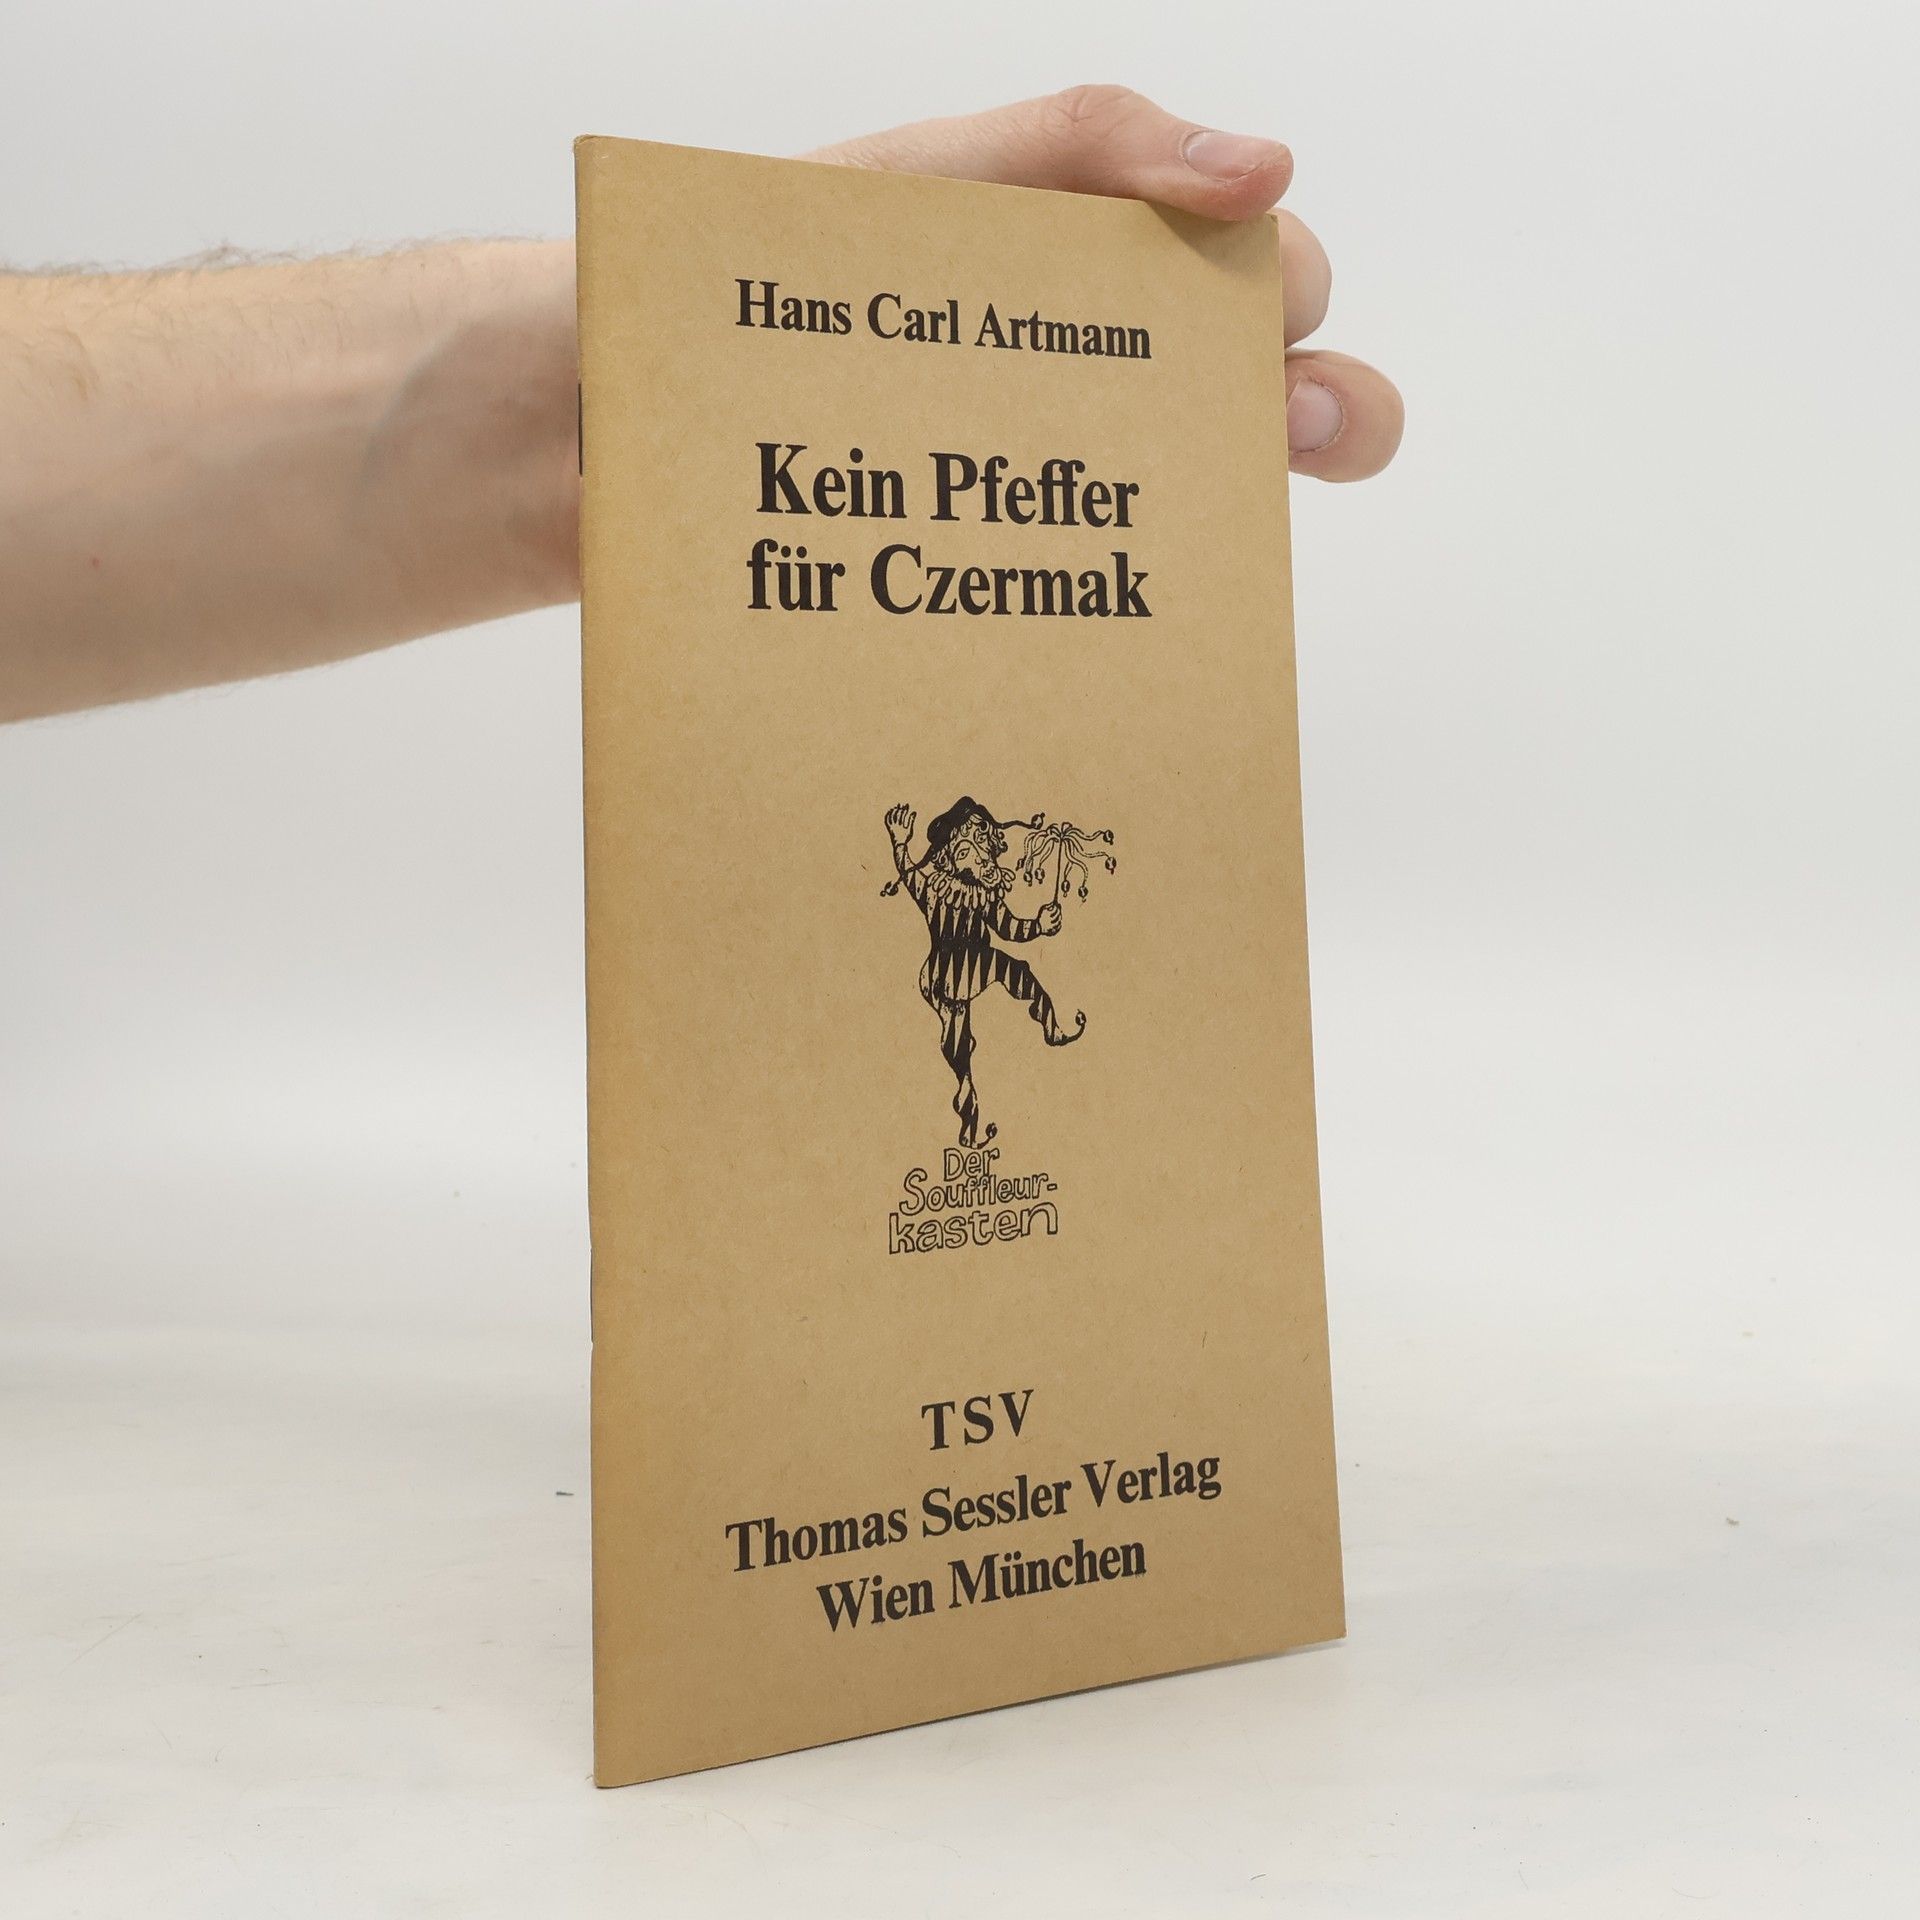 Hans Carl Artmann
Kein Pfeffer
für Czermak
Der
Souffleur-
kasten
TSV
Thomas Sessler Verlag
Wien München